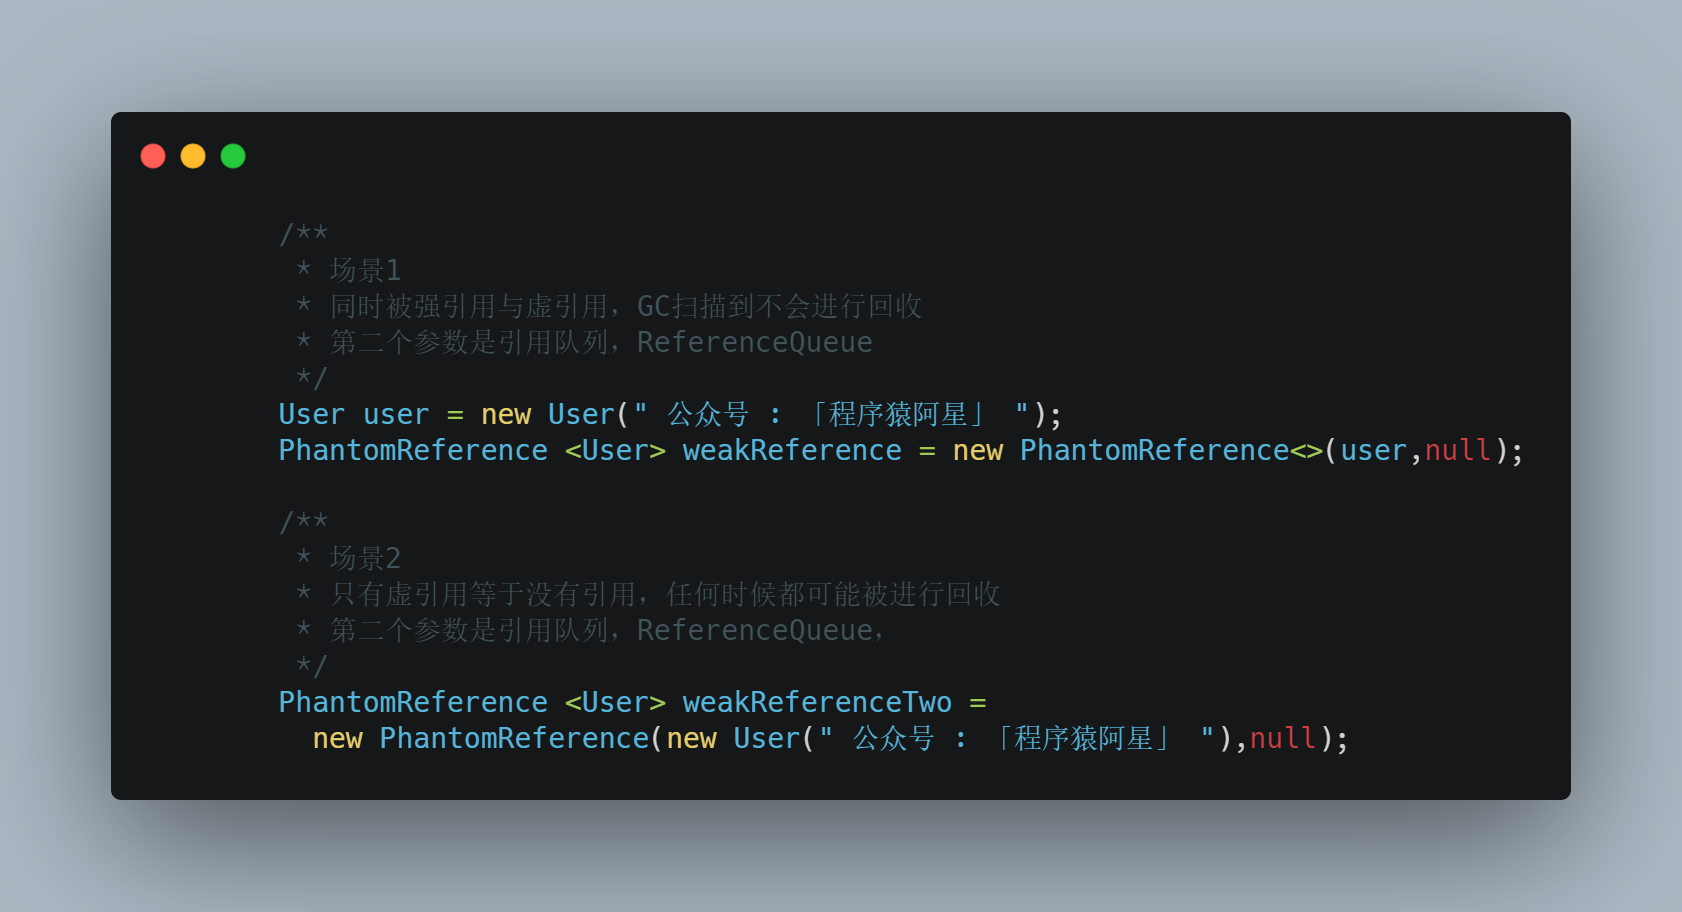 /**
 * 场景1
 * 同时被强引用与虚引用，GC扫描到不会进行回收
 * 第二个参数是引用队列，ReferenceQueue
 */
User user = new User(" 公众号 : 「程序猿阿星」 ");
PhantomReference <User> weakReference = new PhantomReference<>(user,null);
/**
 * 场景2
 * 只有虚引用等于没有引用，任何时候都可能被进行回收
 * 第二个参数是引用队列，ReferenceQueue，
 */
PhantomReference <User> weakReferenceTwo =
  new PhantomReference(new User(" 公众号 : 「程序猿阿星」 "),null);